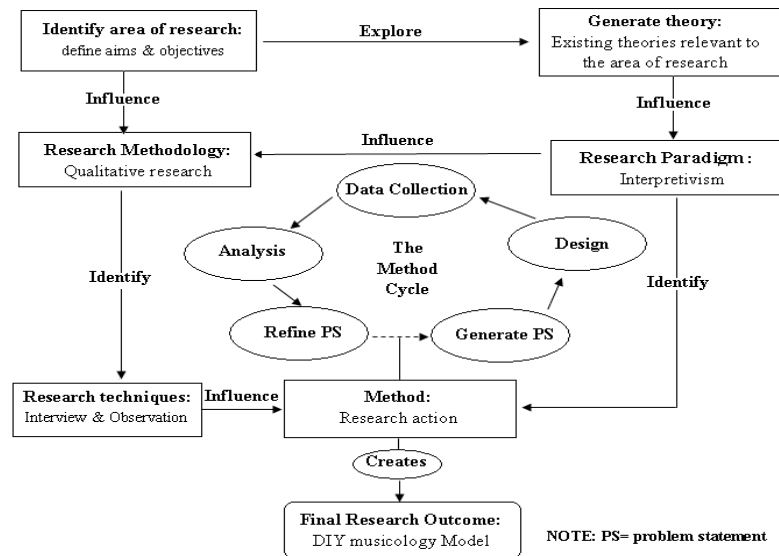 Identify area of research:
define aims & objectives
Explore
Generate theory:
Existing theories relevant to
the area of research
Influence
Influence
Research Methodology:
Qualitative research
Influence
Research Paradigm :
Interpretivism
Data Collection
Analysis
The
Method
Cycle
Design
Identify
Identify
Refine PS
Generate PS
Research techniques:
Interview & Observation
Influence
Method:
Research action
Creates
Final Research Outcome:
DIY musicology Model
NOTE: PS= problem statement